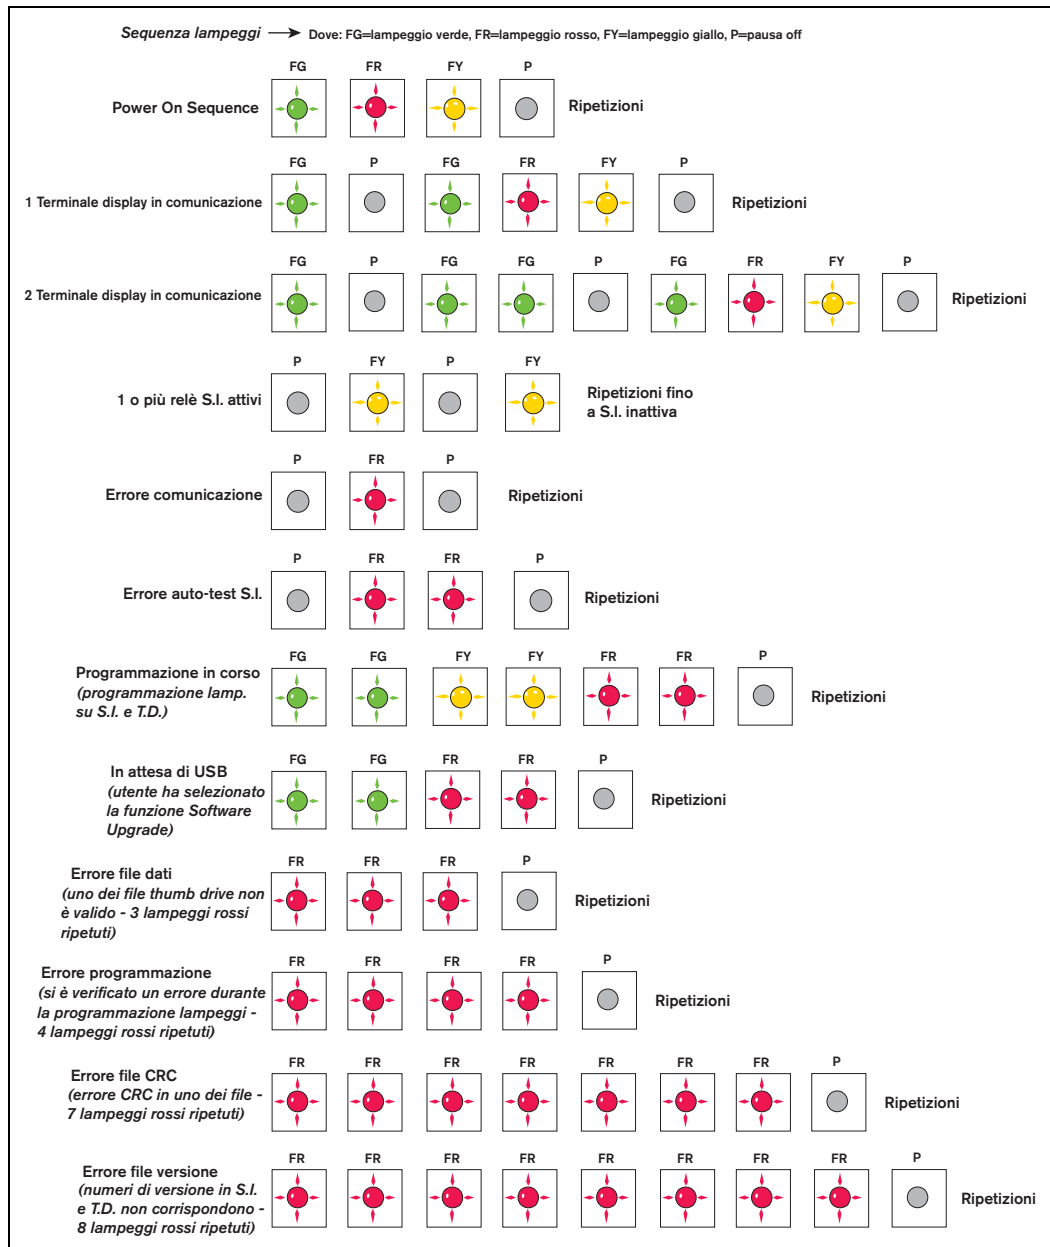 Sequenza lampeggi → Dove: FG=lampeggio verde, FR=lampeggio rosso, FY=lampeggio giallo, P=pausa off
FG FR FY P
Power On Sequence Ripetizioni
FG P FG FR FY P
1 Terminale display in comunicazione Ripetizioni
FG P FG FG P FG FR FY P
2 Terminale display in comunicazione Ripetizioni
P FY P FY
1 o più relè S.I. attivi Ripetizioni fino
a S.I. inattiva
P FR P
Errore comunicazione Ripetizioni
P FR FR P
Errore auto-test S.I. Ripetizioni
FG FG FY FY FR FR P
Programmazione in corso
(programmazione lamp.
su S.I. e T.D.)
Ripetizioni
FG FG FR FR P
In attesa di USB
(utente ha selezionato
la funzione Software
Upgrade)
Ripetizioni
FR FR FR P
Errore file dati
(uno dei file thumb drive non
è valido - 3 lampeggi rossi
ripetuti)
Ripetizioni
FR FR FR FR P
Errore programmazione
(si è verificato un errore durante
la programmazione lampeggi -
4 lampeggi rossi ripetuti)
Ripetizioni
FR FR FR FR FR FR FR P
Errore file CRC
(errore CRC in uno dei file -
7 lampeggi rossi ripetuti)
Ripetizioni
FR FR FR FR FR FR FR FR P
Errore file versione
(numeri di versione in S.I.
e T.D. non corrispondono -
8 lampeggi rossi ripetuti)
Ripetizioni